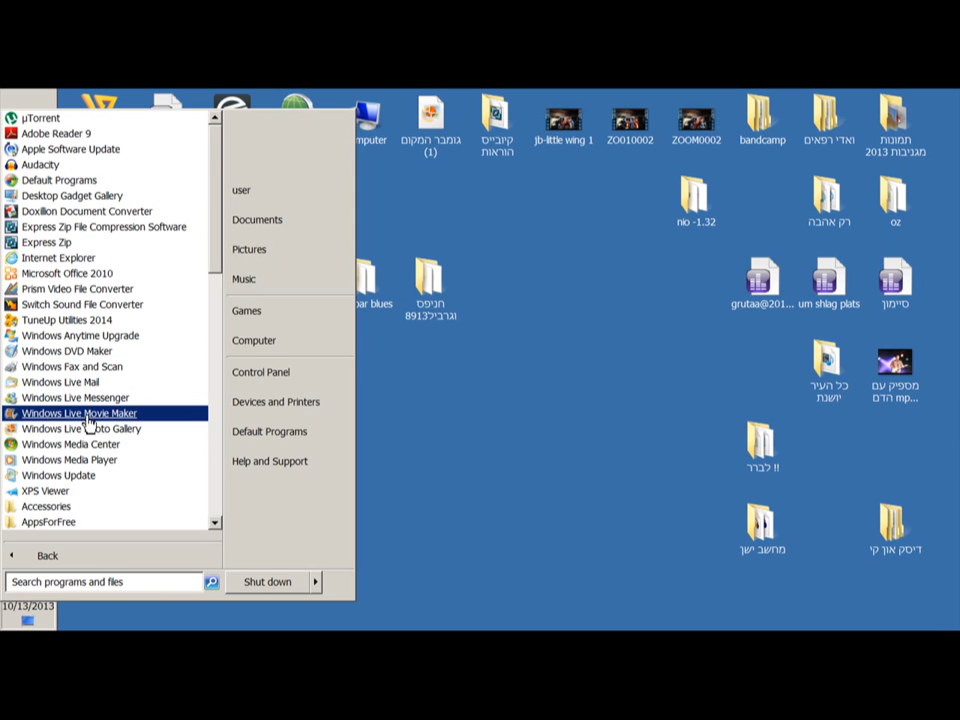 µTorrent
Adobe Reader 9
Apple Software Update
Audacity
Default Programs
Desktop Gadget Gallery
Doxillion Document Converter
Express Zip File Compression Software
Express Zip
Internet Explorer
Microsoft Office 2010
Prism Video File Converter
Switch Sound File Converter
TuneUp Utilities 2014
Windows Anytime Upgrade
Windows DVD Maker
Windows Fax and Scan
Windows Live Mail
Windows Live Messenger
Windows Live Movie Maker
Windows Live Photo Gallery
Windows Media Center
Windows Media Player
Windows Update
XPS Viewer
Accessories
AppsForFree
Back
Search programs and files
Shut down
10/13/2013
user
Documents
Pictures
Music
Games
Computer
Control Panel
Devices and Printers
Default Programs
Help and Support
mputer
גומבר המקום
(1)
קיובייס
הוראות
jb-little wing 1
ZOO10002
ZOOM0002
bandcamp
ואדי רפאים
תמונות
מגניבות 2013
nio -1.32
רק אהבה
oz
bar blues
חניפס
וגרביל8913
grutaa@201...
um shlag plats
סיימון
כל העיר
יושנת
מספיק עם
הדם mp...
לברר !!
מחשב ישן
דיסק און קי